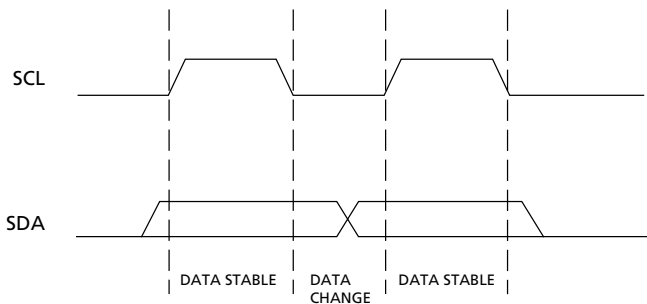 SCL
SDA
DATA STABLE
DATA
CHANGE
DATA STABLE